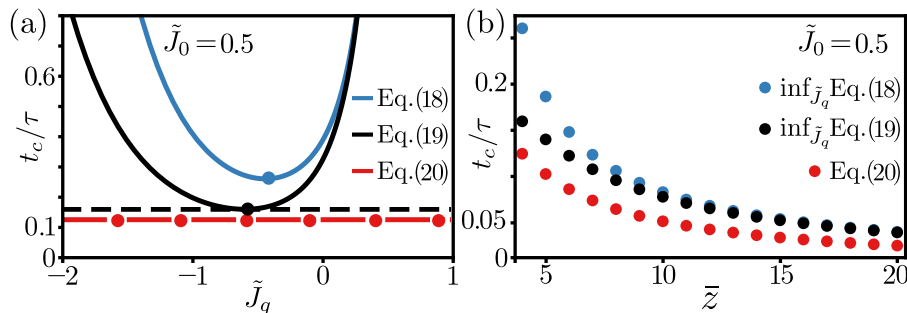 (a)
J̃₀ = 0.5
t_c/τ
0.6
0.1
0
Eq.(18)
Eq.(19)
Eq.(20)
−2
−1
0
1
J̃_q
(b)
J̃₀ = 0.5
t_c/τ
0.2
0.05
0
inf_J̃_q Eq.(18)
inf_J̃_q Eq.(19)
Eq.(20)
5
10
15
20
z̄